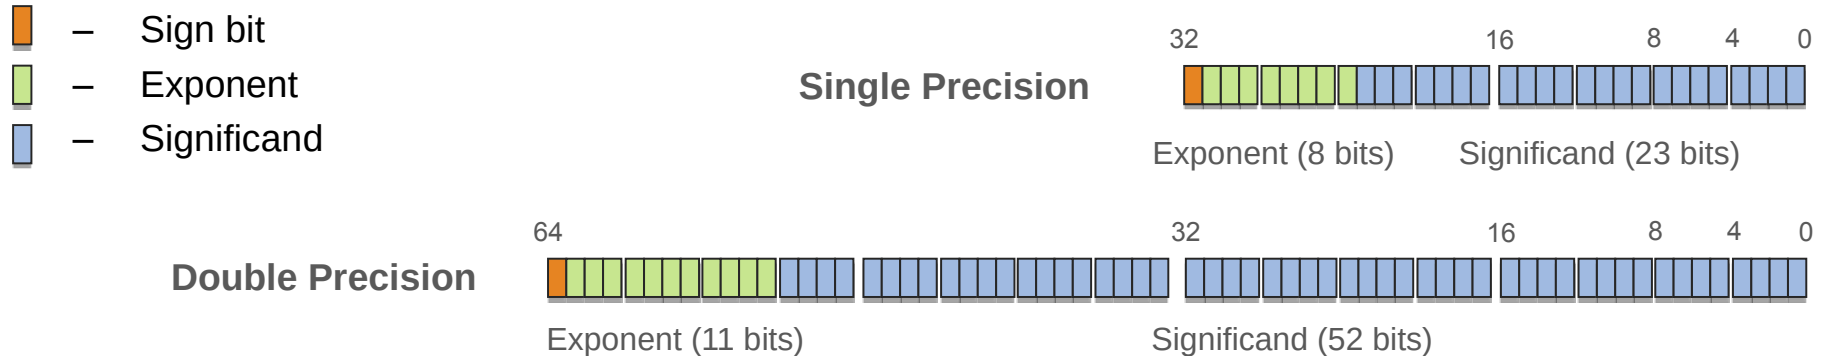 – Sign bit
– Exponent
– Significand
32 16 8 4 0
Single Precision
Exponent (8 bits) Significand (23 bits)
64 32 16 8 4 0
Double Precision
Exponent (11 bits) Significand (52 bits)